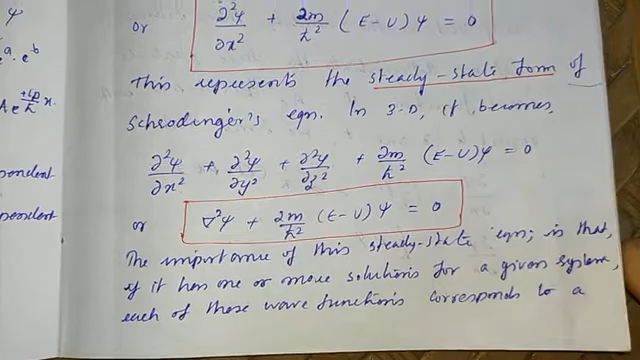 ψ
e^a . e^b
A e^(+ip/ħ x)
pendent
pendent
or ∂²ψ/∂x² + 2m/ħ² (E-U) ψ = 0
This represents the steady-state form of
Schrodinger's eqn. In 3-D, it becomes,
∂²ψ/∂x² + ∂²ψ/∂y² + ∂²ψ/∂z² + 2m/ħ² (E-U)ψ = 0
or ∇²ψ + 2m/ħ² (E-U) ψ = 0
The importance of this steady-state eqn; is that,
if it has one or more solutions for a given system,
each of these wave functions corresponds to a